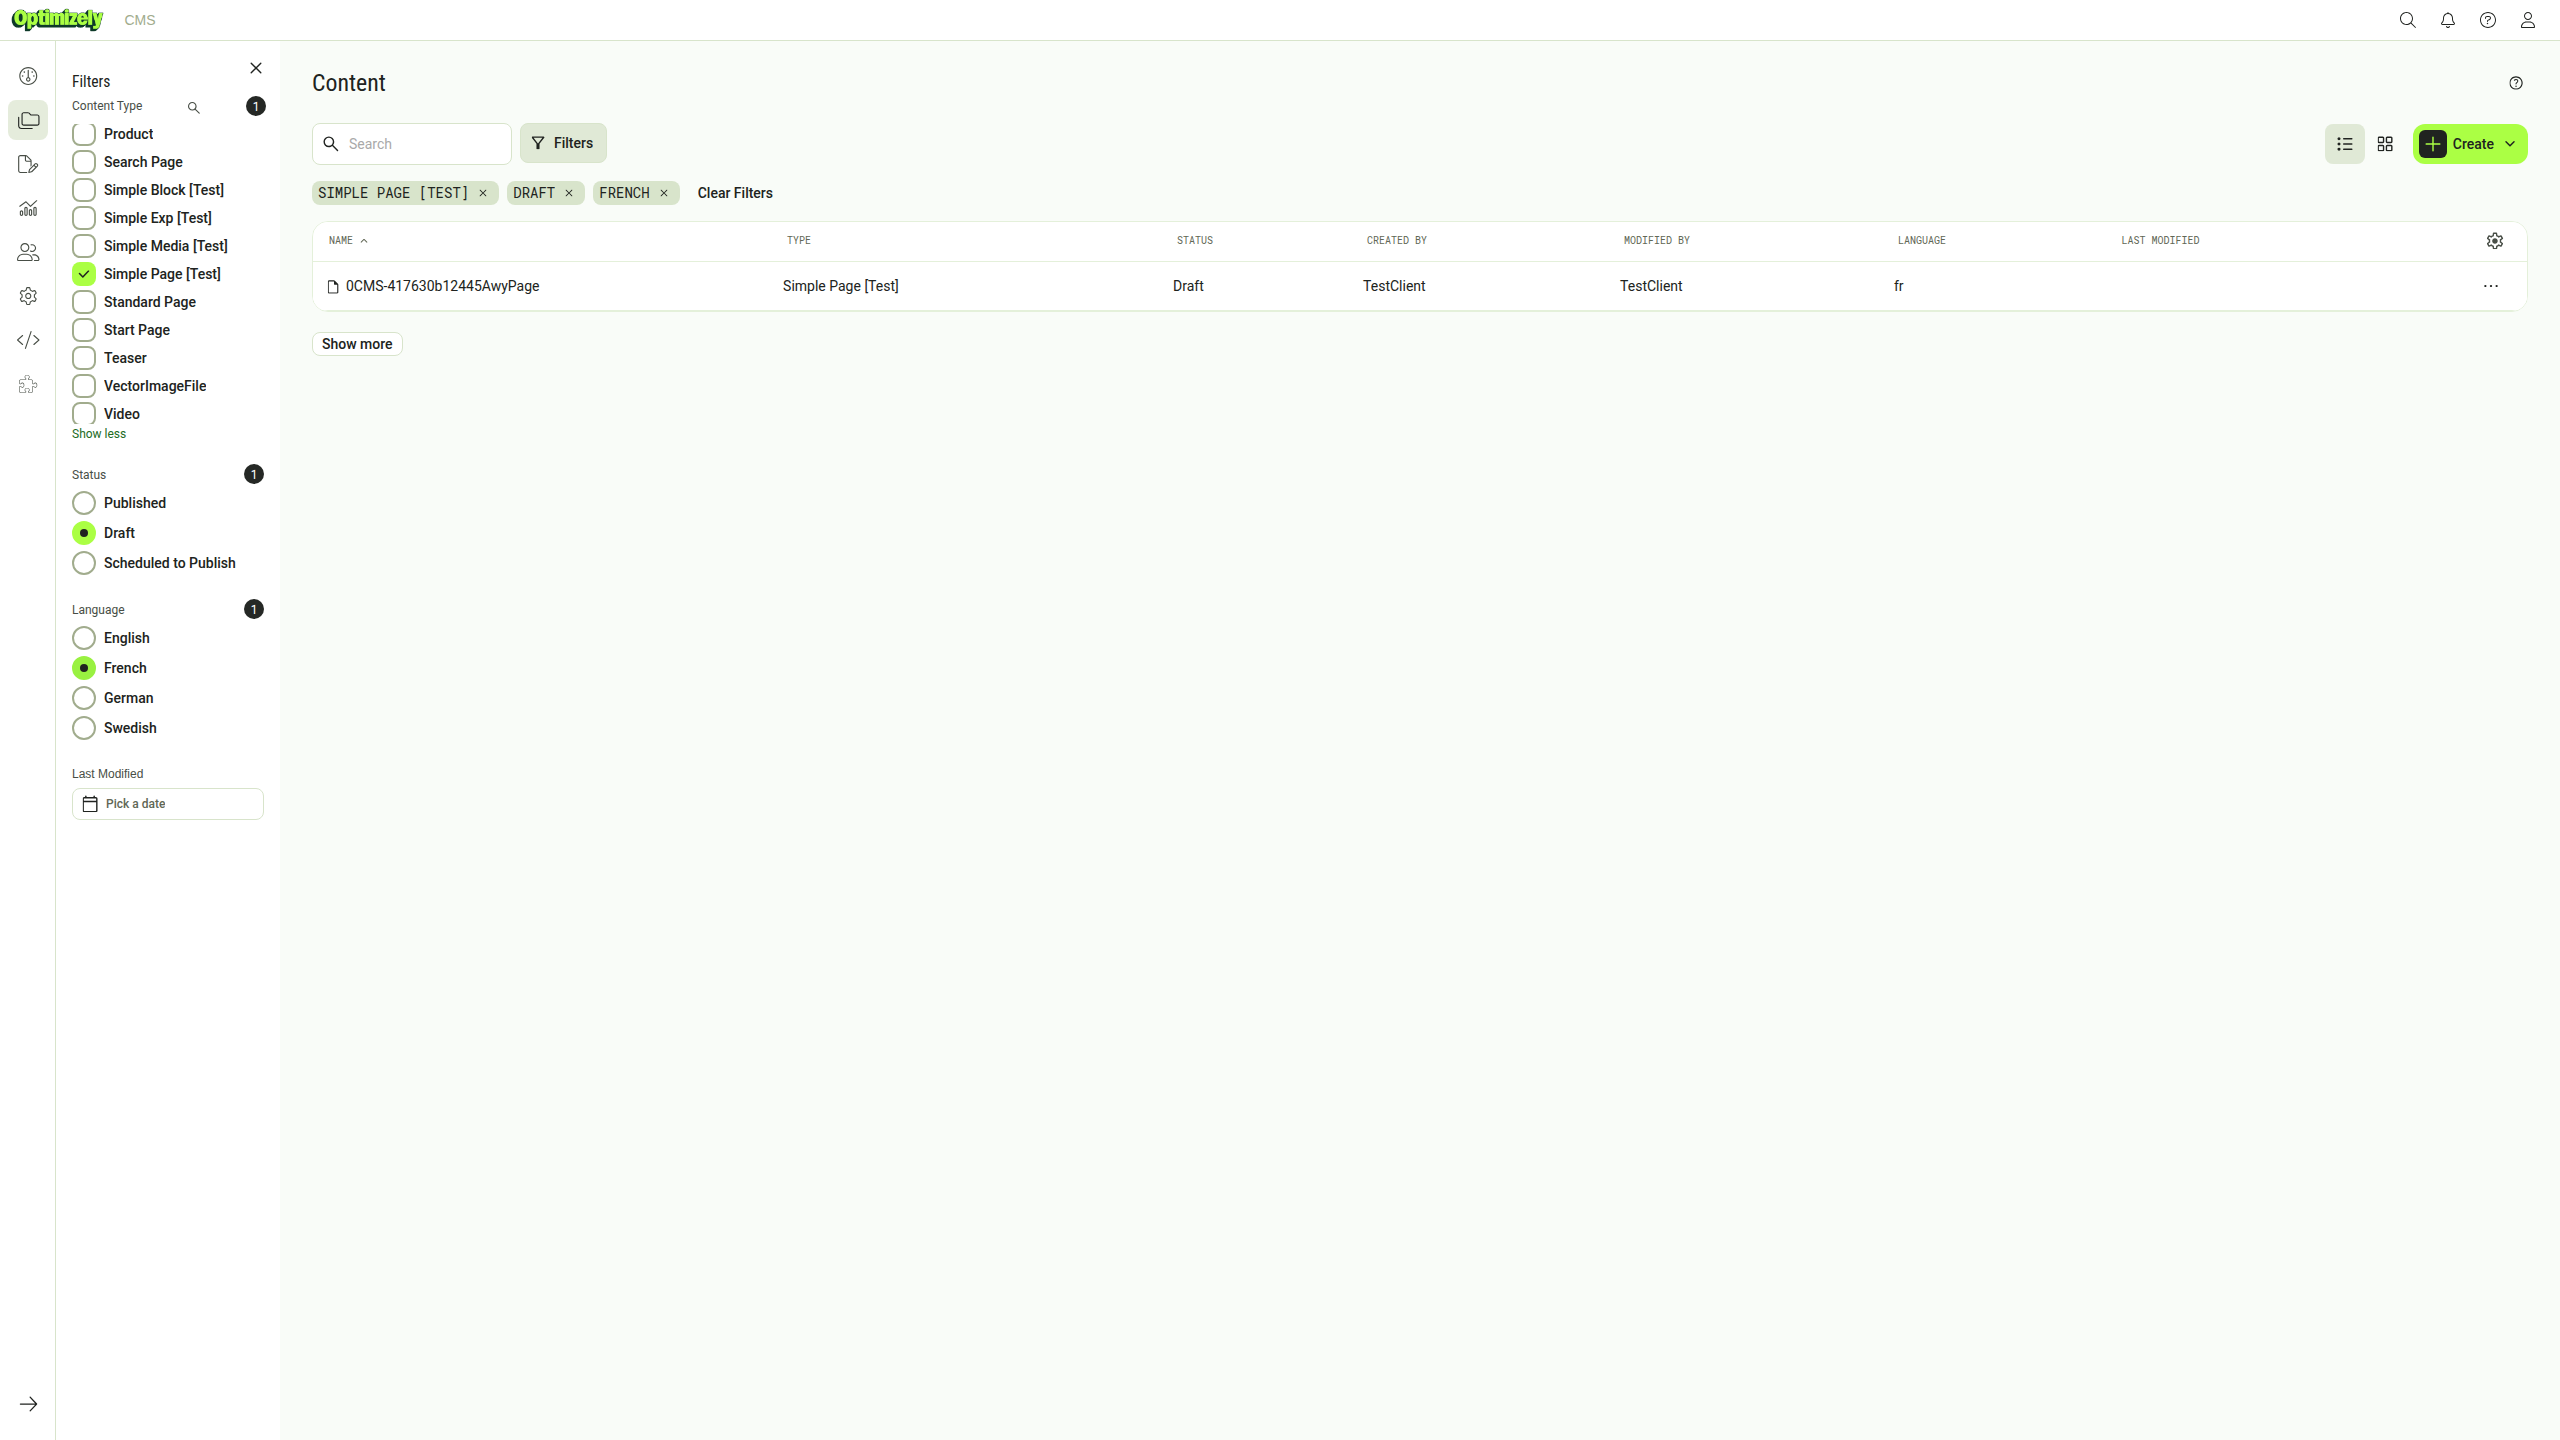 Optimizely CMS
Filters
Content Type 1
Product
Search Page
Simple Block [Test]
Simple Exp [Test]
Simple Media [Test]
Simple Page [Test]
Standard Page
Start Page
Teaser
VectorImageFile
Video
Show less
Status 1
Published
Draft
Scheduled to Publish
Language 1
English
French
German
Swedish
Last Modified
Pick a date
Content
Search Filters Create
SIMPLE PAGE [TEST] DRAFT FRENCH Clear Filters
NAME TYPE STATUS CREATED BY MODIFIED BY LANGUAGE LAST MODIFIED
0CMS-417630b12445AwyPage Simple Page [Test] Draft TestClient TestClient fr
Show more